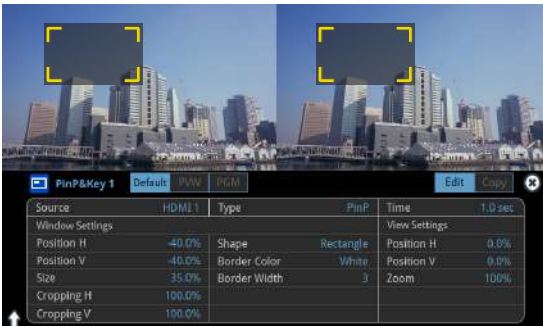 PinP&Key 1 Default PVW PGM Edit Copy
Source HDMI 1 Type PinP Time 1.0 sec
Window Settings View Settings
Position H -40.0% Shape Rectangle Position H 0.0%
Position V -40.0% Border Color White Position V 0.0%
Size 35.0% Border Width 3 Zoom 100%
Cropping H 100.0%
Cropping V 100.0%